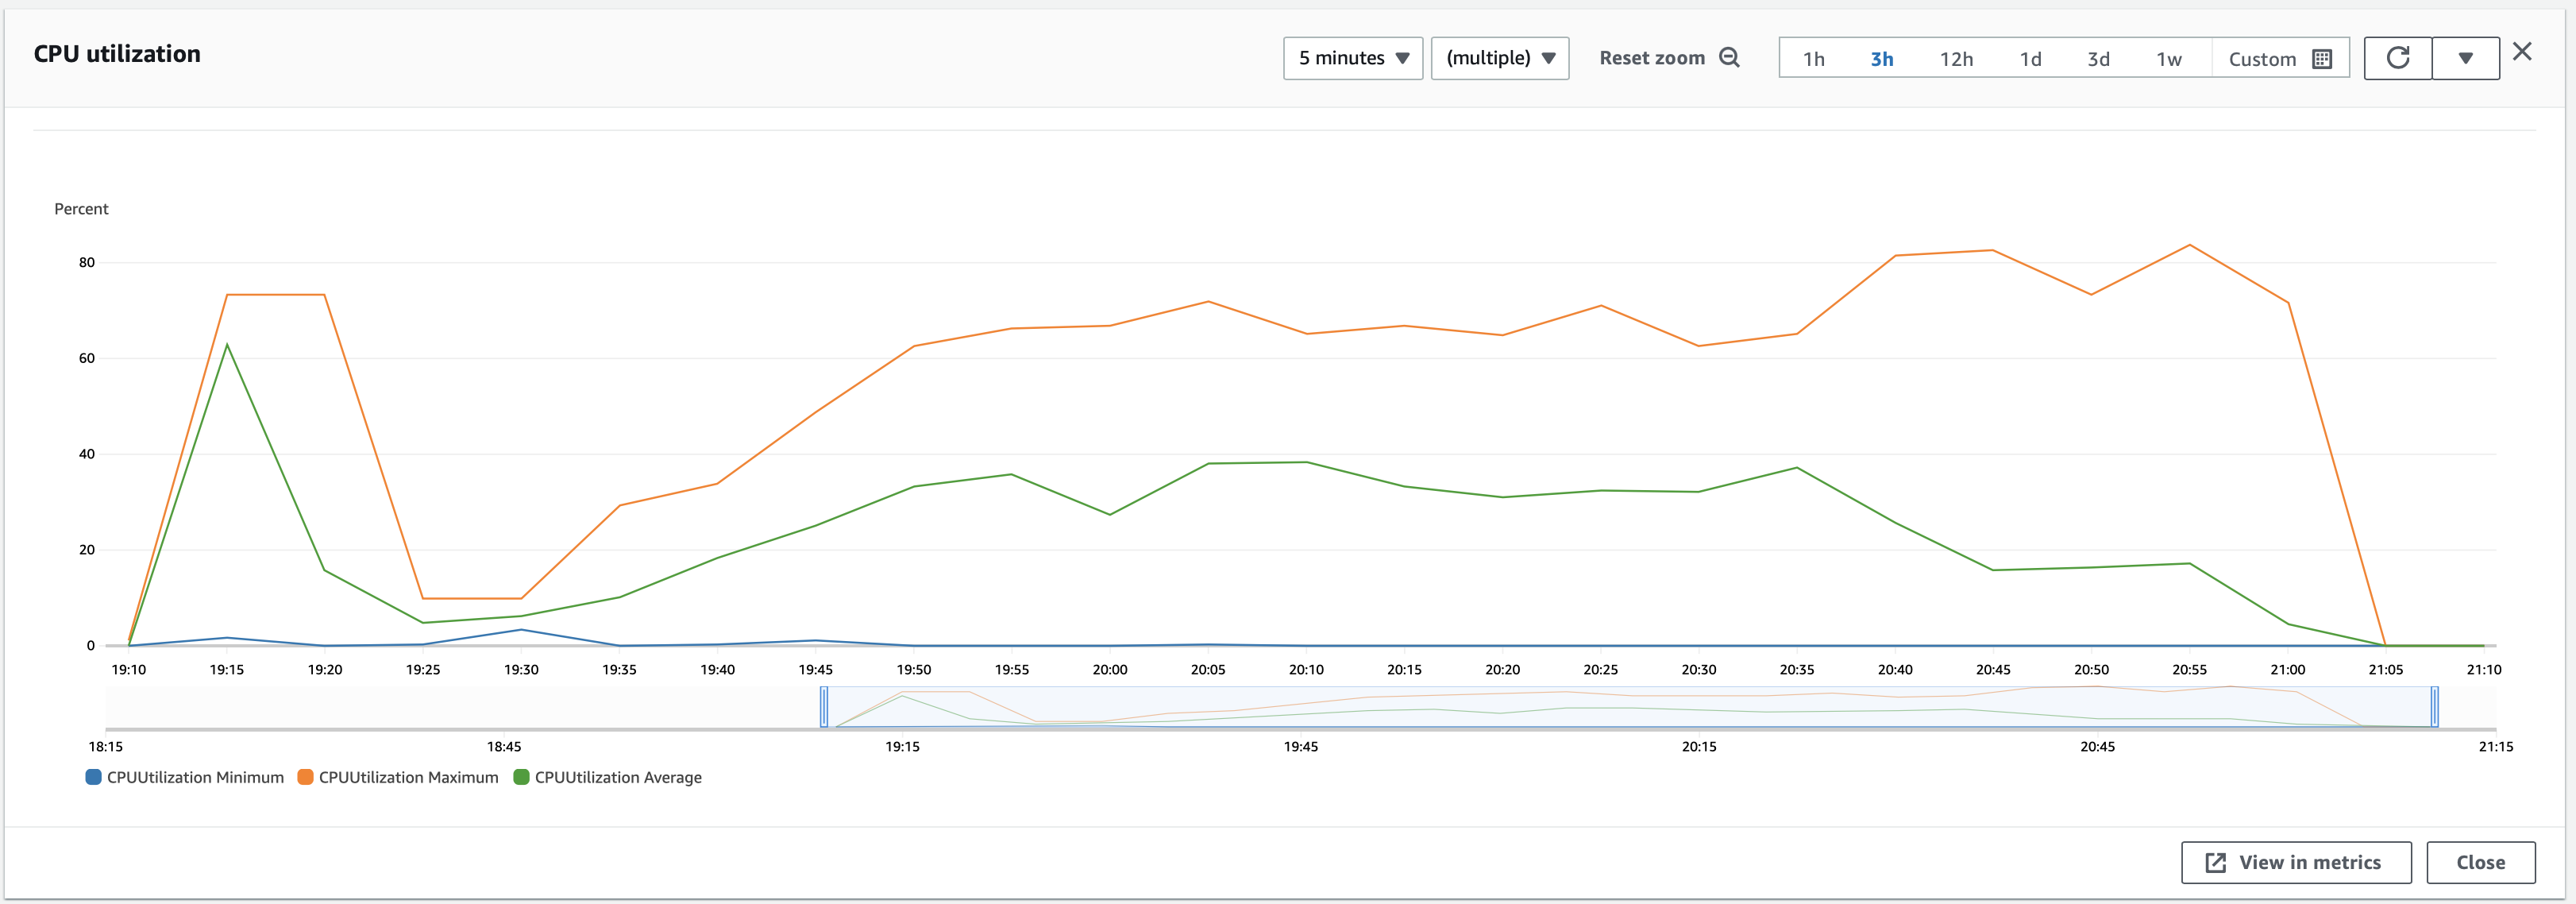 CPU utilization
5 minutes (multiple) Reset zoom 1h 3h 12h 1d 3d 1w Custom
Percent
80
60
40
20
0
19:10 19:15 19:20 19:25 19:30 19:35 19:40 19:45 19:50 19:55 20:00 20:05 20:10 20:15 20:20 20:25 20:30 20:35 20:40 20:45 20:50 20:55 21:00 21:05 21:10
18:15 18:45 19:15 19:45 20:15 20:45 21:15
CPUUtilization Minimum CPUUtilization Maximum CPUUtilization Average
View in metrics Close